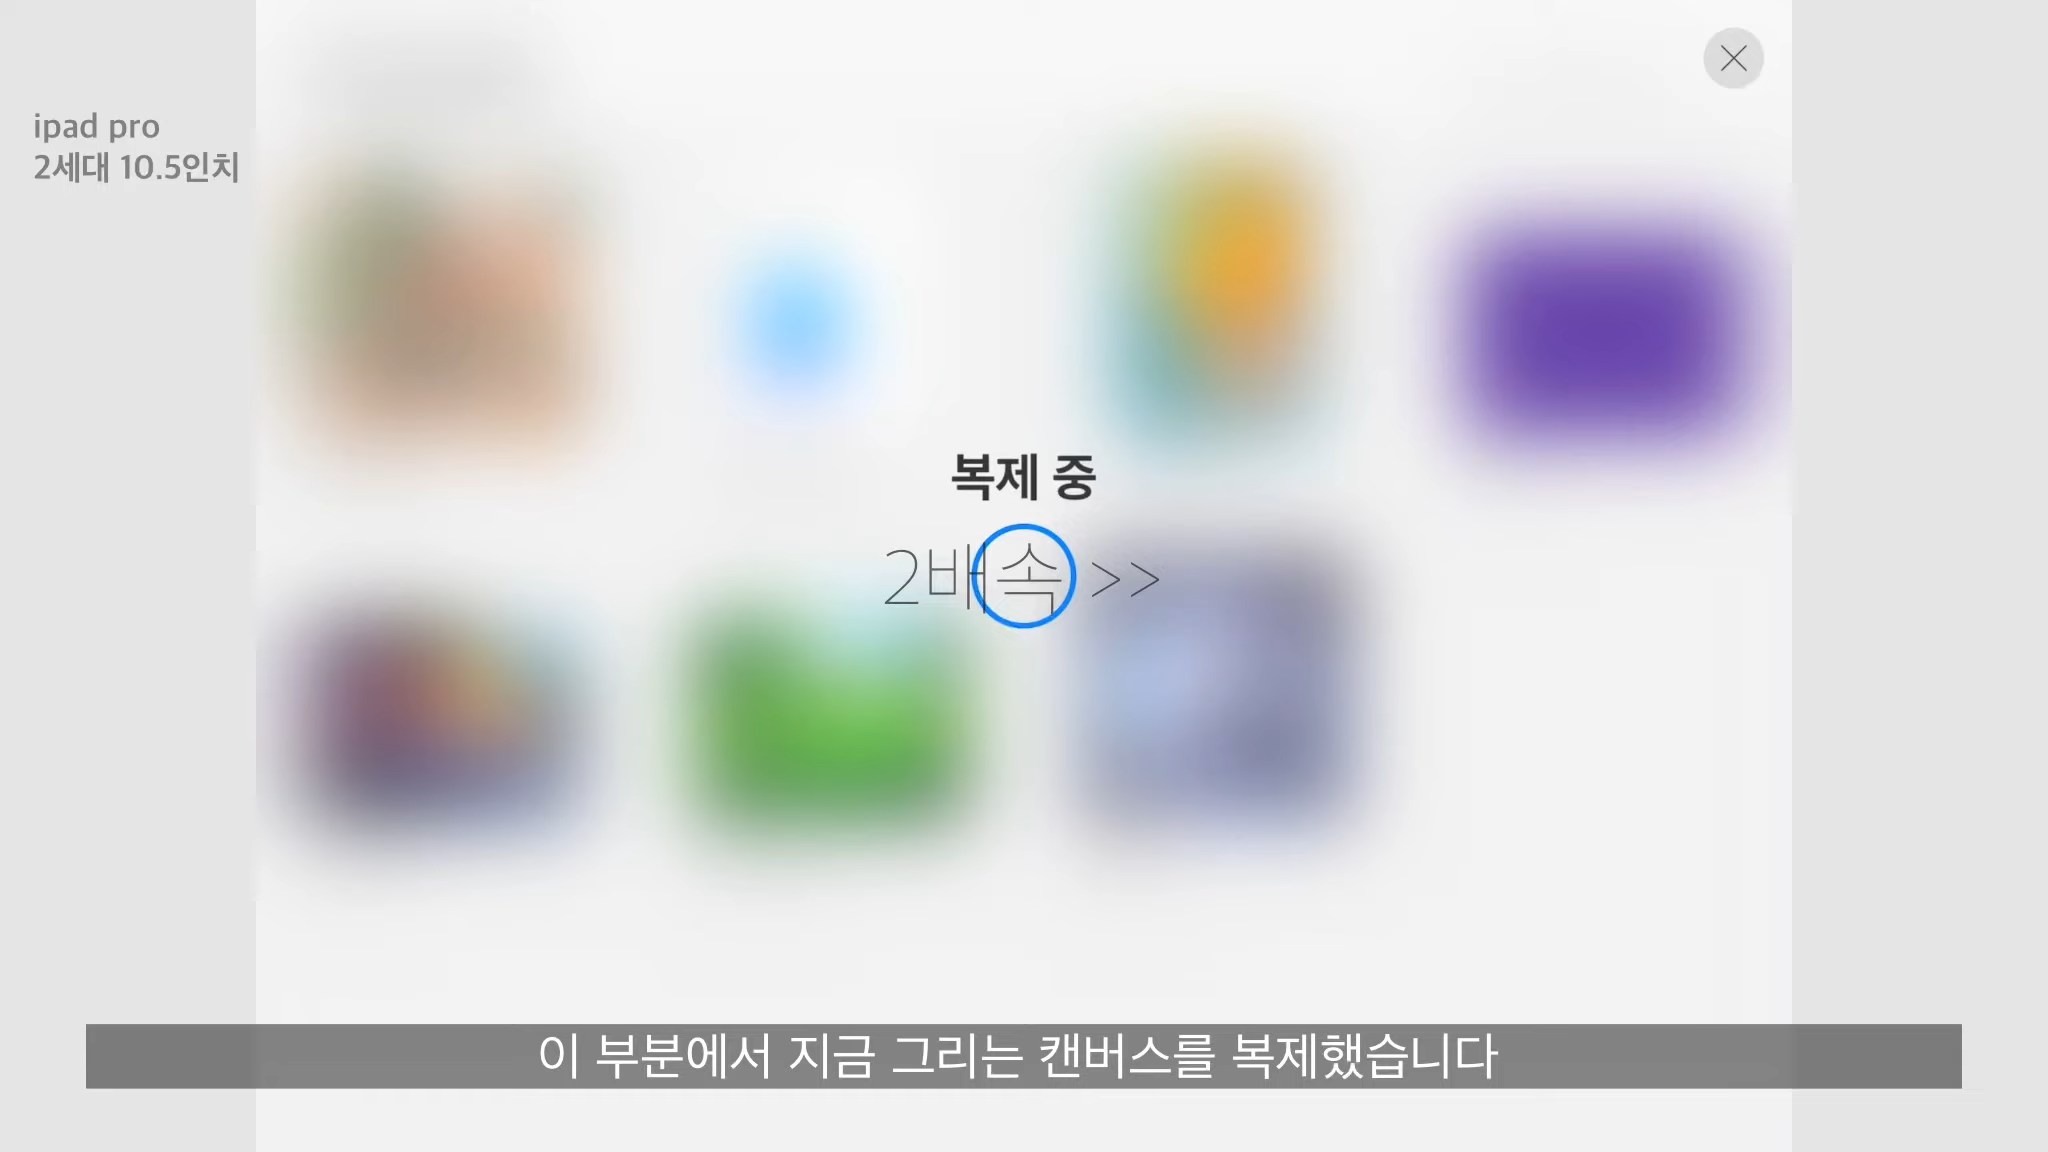 ipad pro
2세대 10.5인치
복제 중
2배속 >>
이 부분에서 지금 그리는 캔버스를 복제했습니다